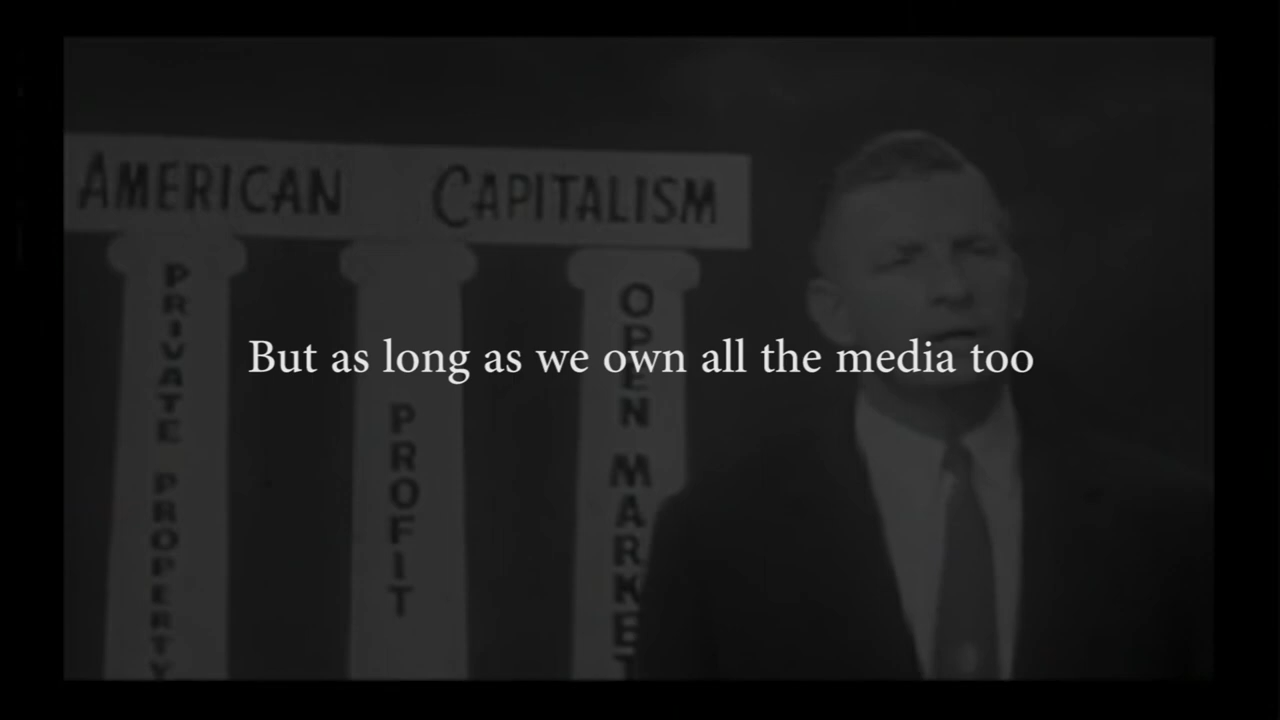 AMERICAN CAPITALISM
PRIVATE PROPERTY
PROFIT
OPEN MARKET
But as long as we own all the media too